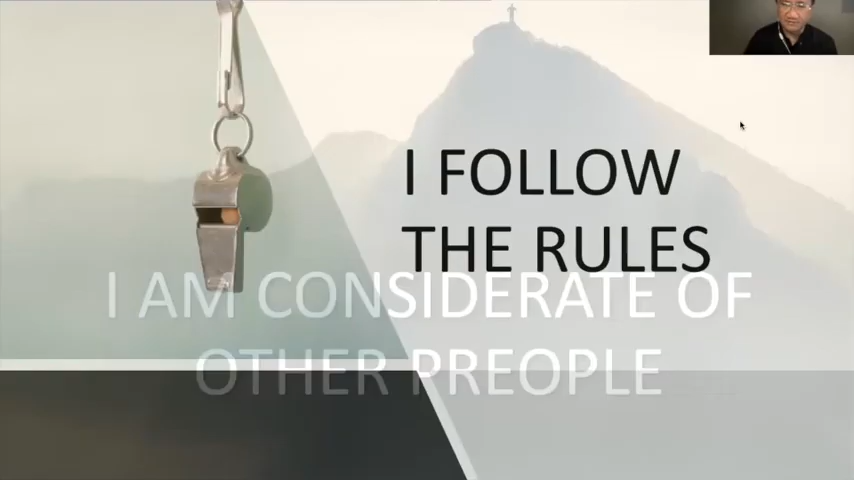 I FOLLOW
THE RULES
I AM CONSIDERATE OF
OTHER PREOPLE